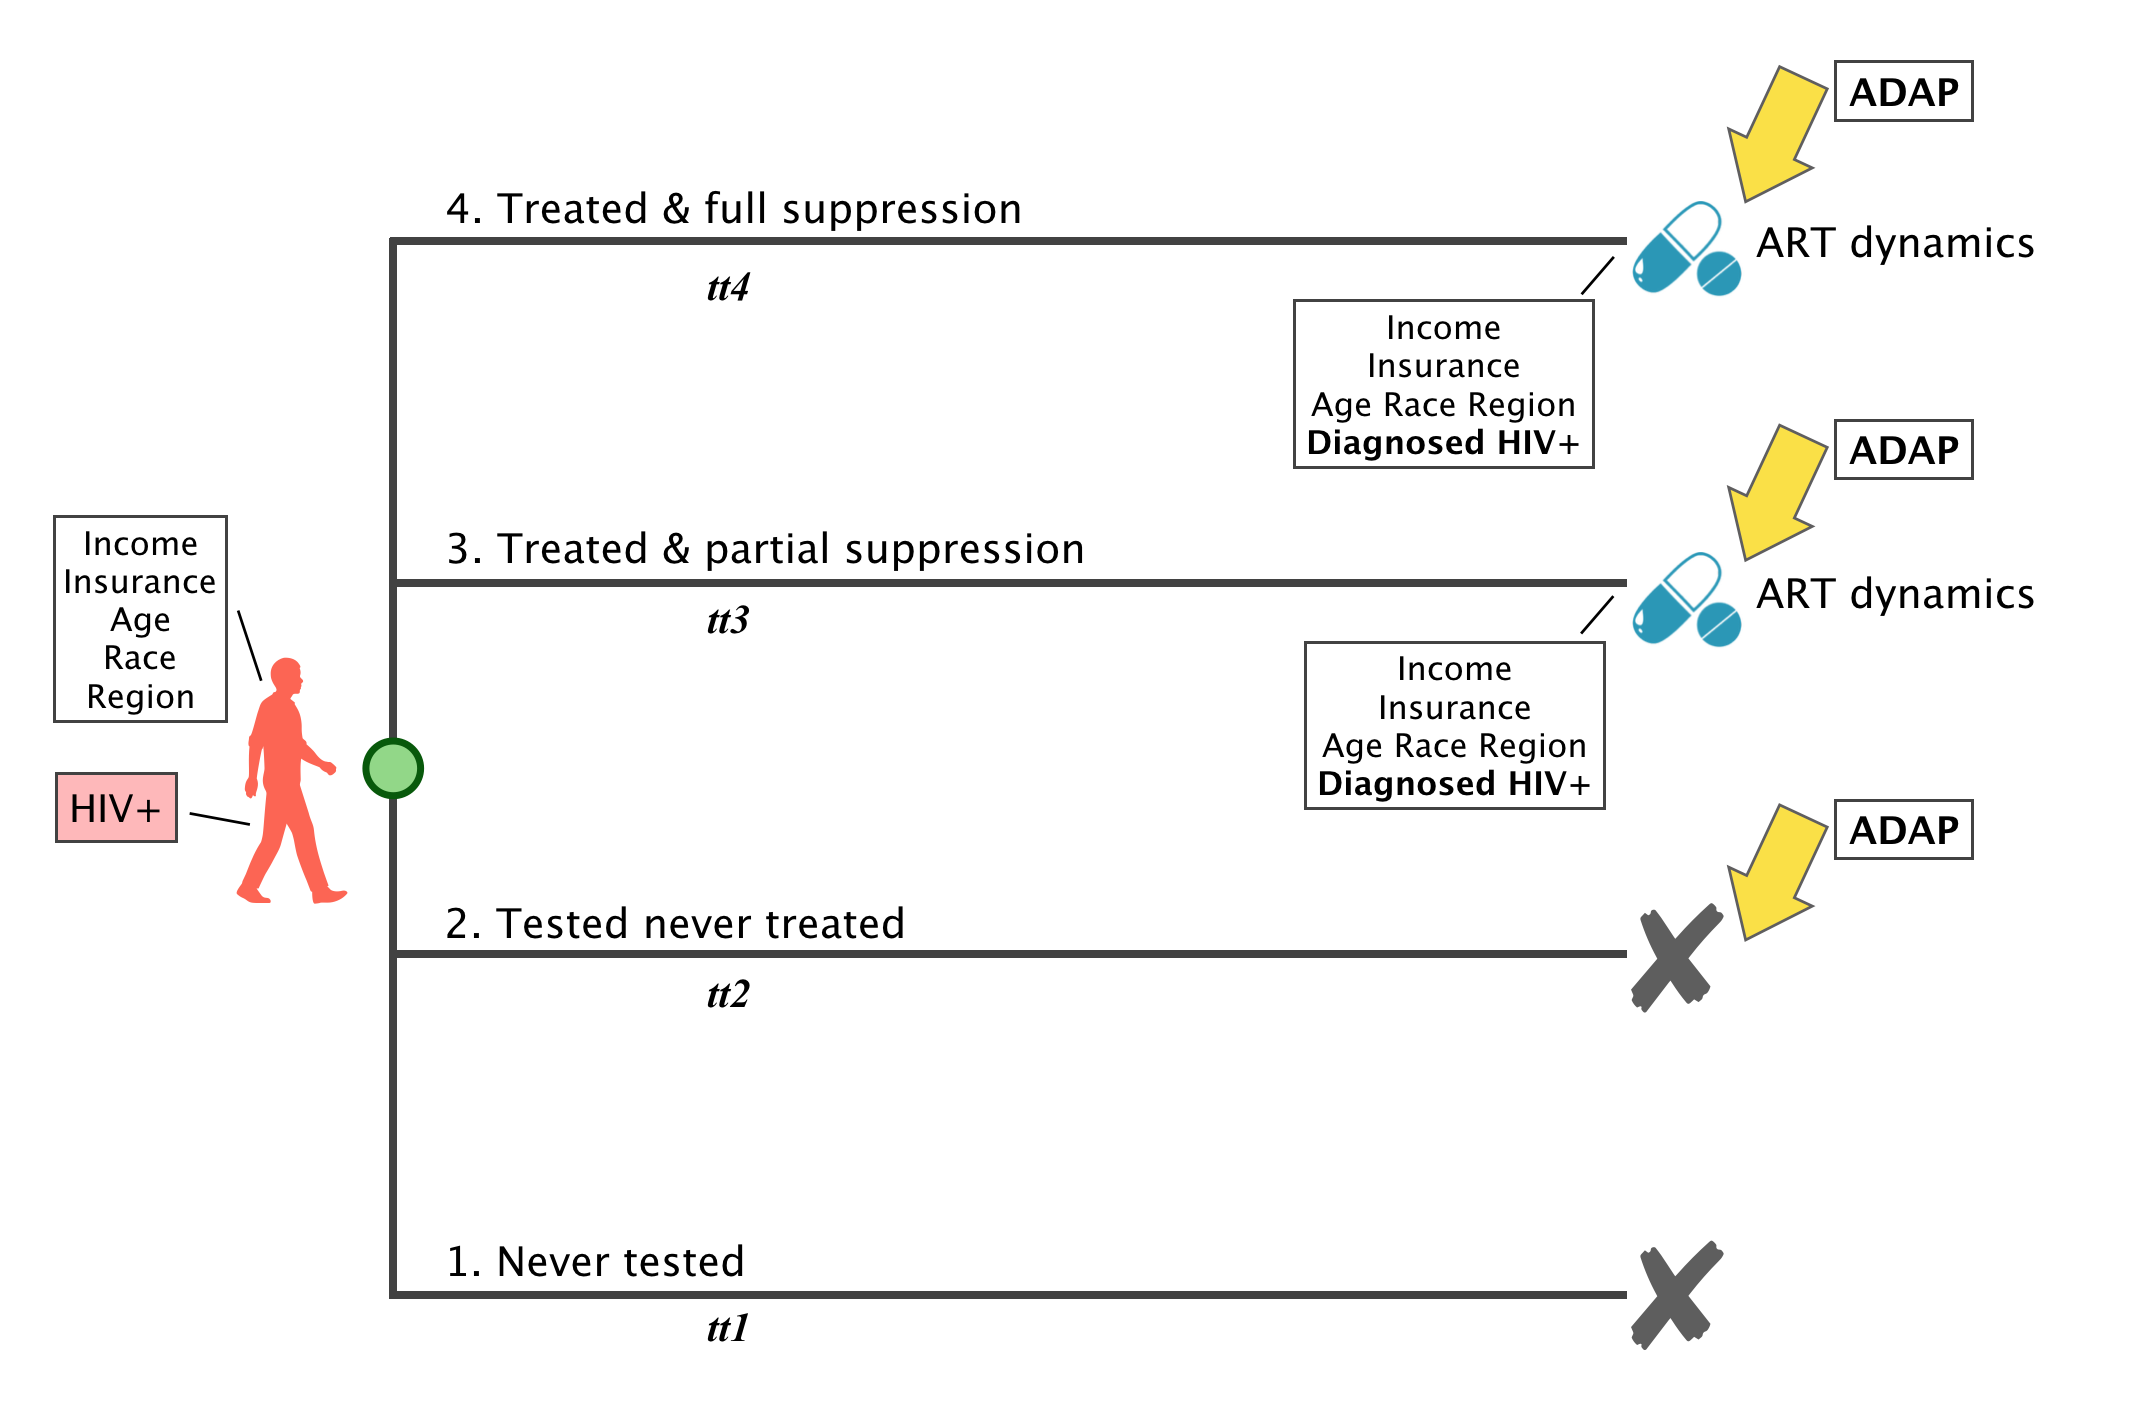 ADAP
4. Treated & full suppression
ART dynamics
tt4
Income
Insurance
Age Race Region
Diagnosed HIV+
ADAP
3. Treated & partial suppression
ART dynamics
tt3
Income
Insurance
Age Race Region
Diagnosed HIV+
Income
Insurance
Age
Race
Region
HIV+
ADAP
2. Tested never treated
tt2
1. Never tested
tt1